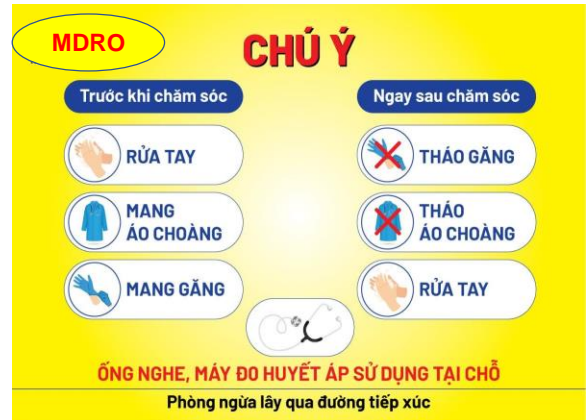 MDRO
CHÚ Ý
Trước khi chăm sóc
RỬA TAY
MANG
ÁO CHOÀNG
MANG GĂNG
Ngay sau chăm sóc
THÁO GĂNG
THÁO
ÁO CHOÀNG
RỬA TAY
ỐNG NGHE, MÁY ĐO HUYẾT ÁP SỬ DỤNG TẠI CHỖ
Phòng ngừa lây qua đường tiếp xúc